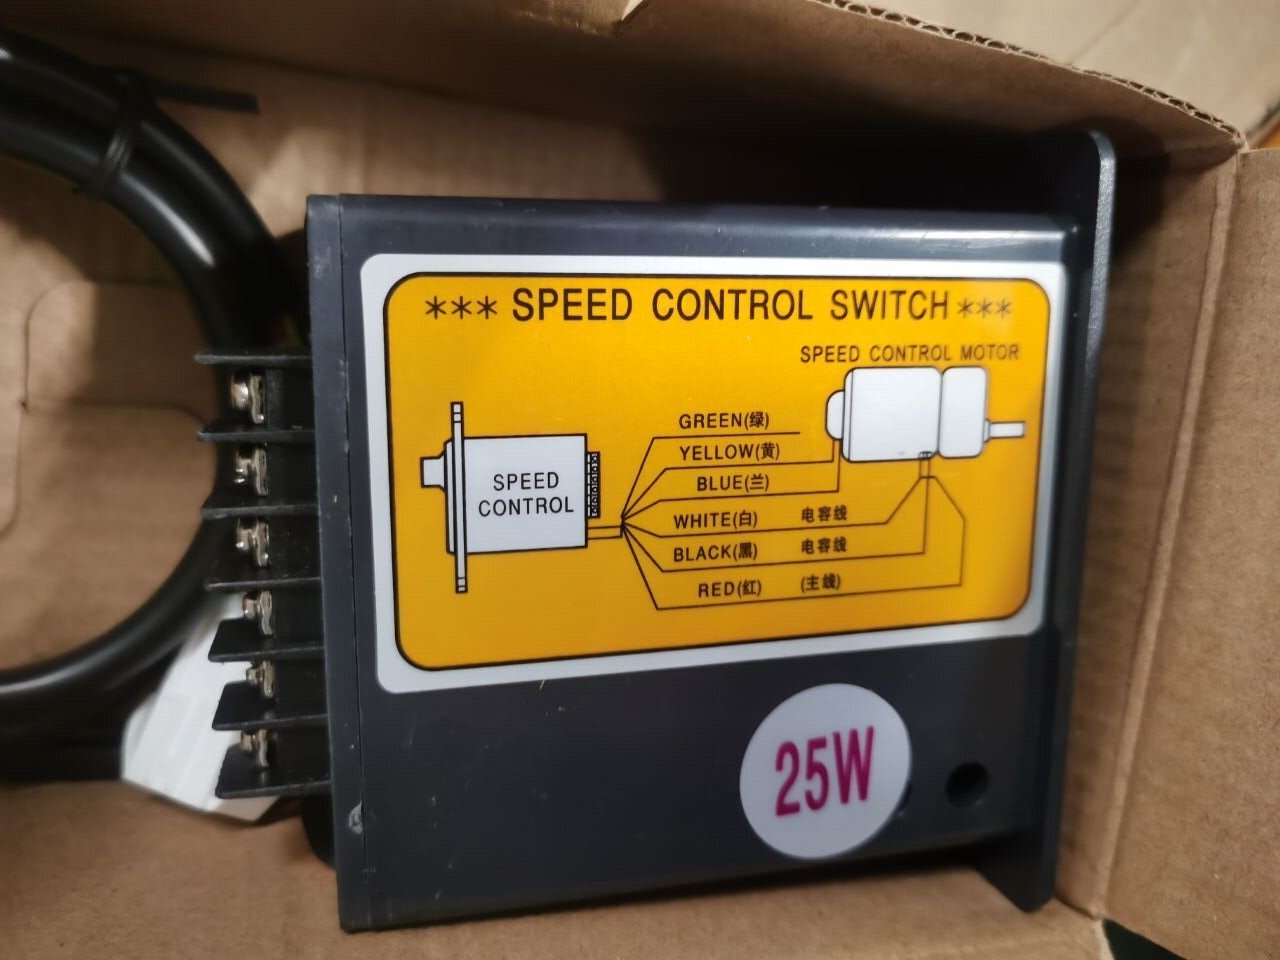 *** SPEED CONTROL SWITCH ***
SPEED CONTROL MOTOR
GREEN(绿)
YELLOW(黄)
BLUE(兰)
WHITE(白) 电容线
BLACK(黑) 电容线
RED(红) (主线)
SPEED
CONTROL
25W